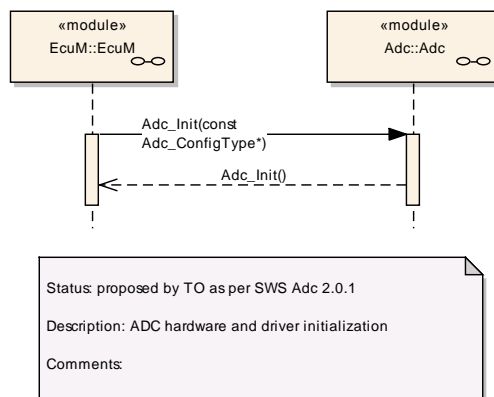 «module»
EcuM::EcuM
«module»
Adc::Adc
Adc_Init(const
Adc_ConfigType*)
Adc_Init()
Status: proposed by TO as per SWS Adc 2.0.1
Description: ADC hardware and driver initialization
Comments: